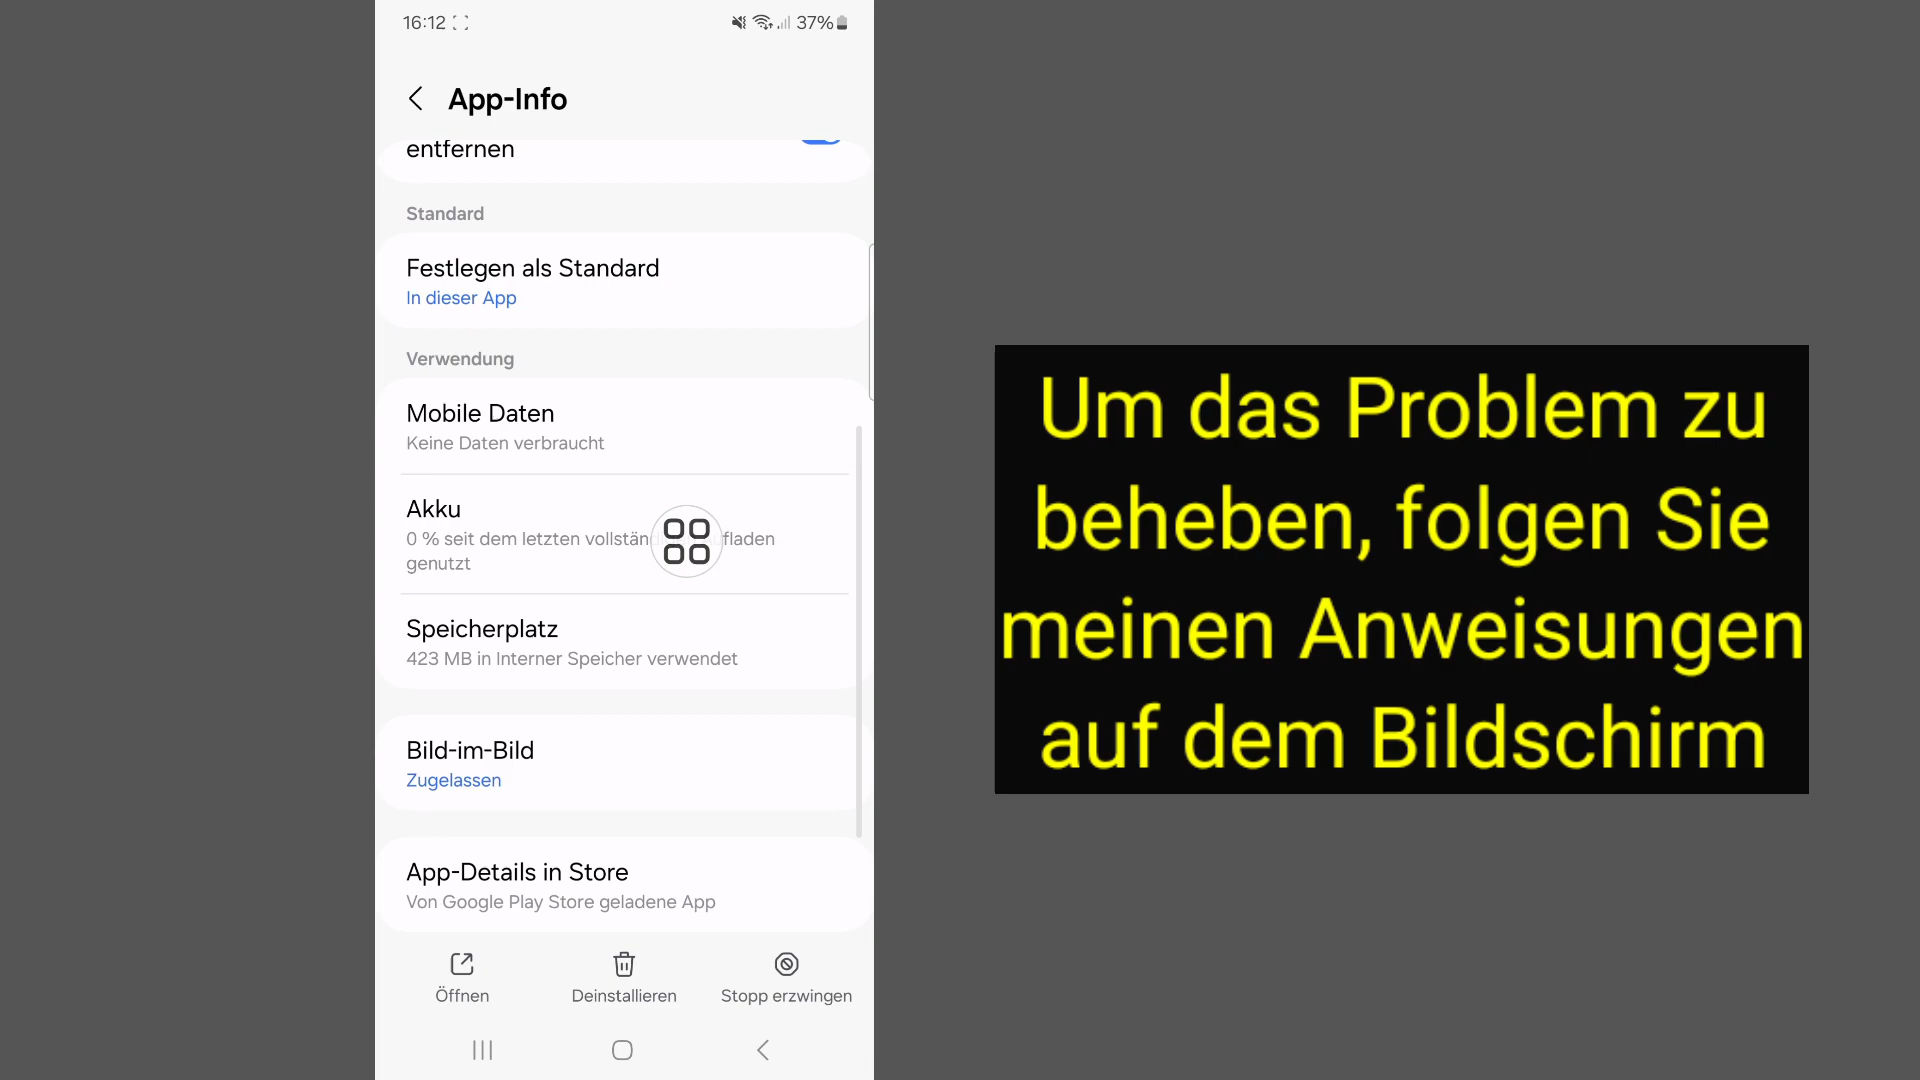 16:12
37%
App-Info
entfernen
Standard
Festlegen als Standard
In dieser App
Verwendung
Mobile Daten
Keine Daten verbraucht
Akku
0 % seit dem letzten fladen
genutzt
Speicherplatz
423 MB in Interner Speicher verwendet
Bild-im-Bild
Zugelassen
App-Details in Store
Von Google Play Store geladene App
Öffnen
Deinstallieren
Stopp erzwingen
Um das Problem zu
beheben, folgen Sie
meinen Anweisungen
auf dem Bildschirm